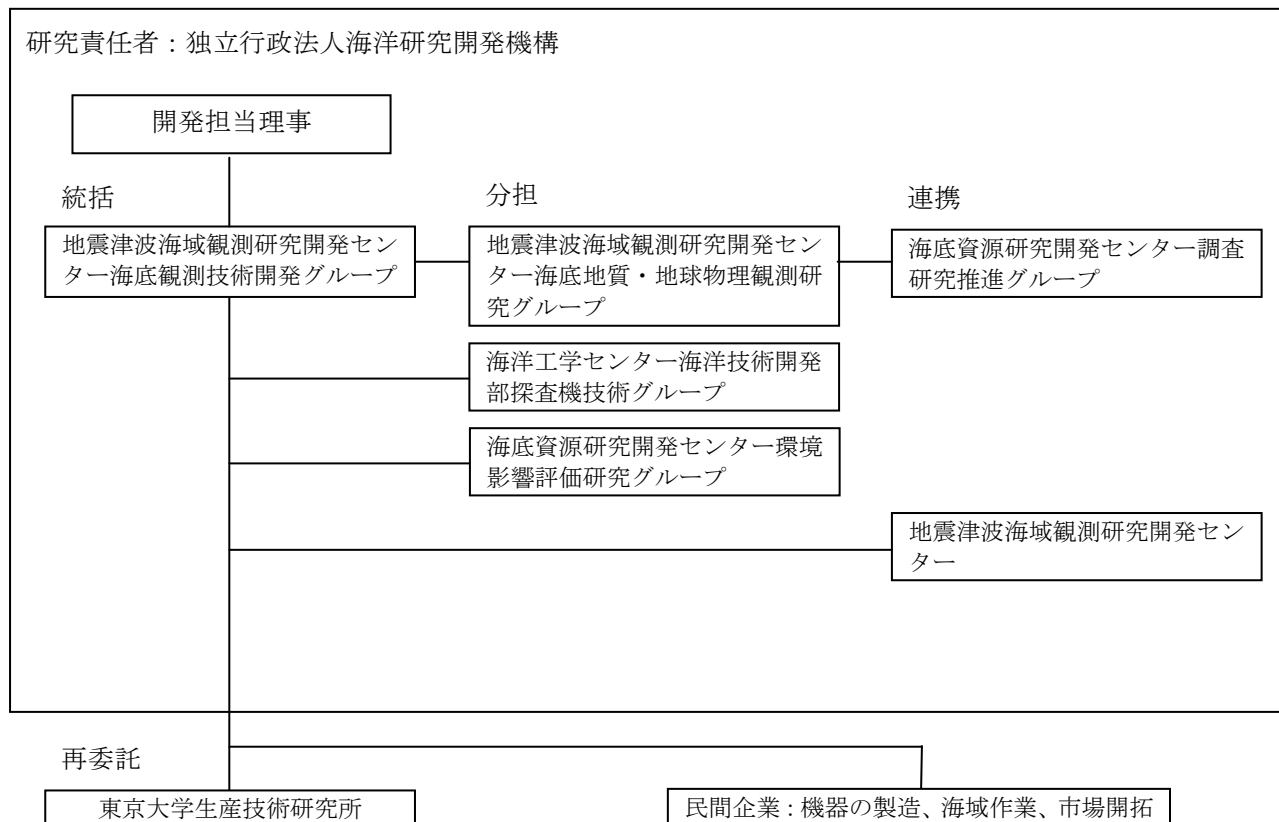 研究責任者:独立行政法人海洋研究開発機構
開発担当理事
統括
分担
連携
地震津波海域観測研究開発セン
ター海底観測技術開発グループ
地震津波海域観測研究開発セン
ター海底地質・地球物理観測研
究グループ
海底資源研究開発センター調査
研究推進グループ
海洋工学センター海洋技術開発
部探査機技術グループ
海底資源研究開発センター環境
影響評価研究グループ
地震津波海域観測研究開発セン
ター
再委託
東京大学生産技術研究所
民間企業:機器の製造、海域作業、市場開拓